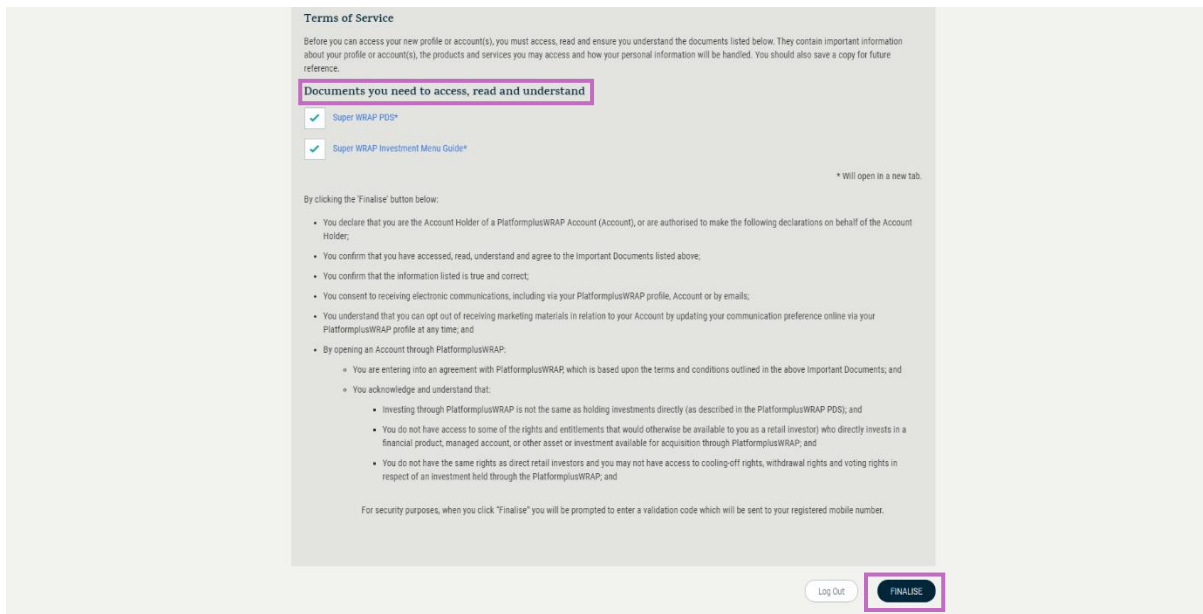 Terms of Service
Before you can access your new profile or account(s), you must access, read and ensure you understand the documents listed below. They contain important information
about your profile or account(s), the products and services you may access and how your personal information will be handled. You should also save a copy for future
reference.
Documents you need to access, read and understand
Super WRAP PDS*
Super WRAP Investment Menu Guide*
* Will open in a new tab.
By clicking the 'Finalise' button below:
• You declare that you are the Account Holder of a PlatformplusWRAP Account (Account), or are authorised to make the following declarations on behalf of the Account
Holder;
• You confirm that you have accessed, read, understand and agree to the Important Documents listed above;
• You confirm that the information listed is true and correct;
• You consent to receiving electronic communications, including via your PlatformplusWRAP profile, Account or by emails;
• You understand that you can opt out of receiving marketing materials in relation to your Account by updating your communication preference online via your
PlatformplusWRAP profile at any time; and
• By opening an Account through PlatformplusWRAP:
○ You are entering into an agreement with PlatformplusWRAP, which is based upon the terms and conditions outlined in the above Important Documents; and
○ You acknowledge and understand that:
▪ Investing through PlatformplusWRAP is not the same as holding investments directly (as described in the PlatformplusWRAP PDS); and
▪ You do not have access to some of the rights and entitlements that would otherwise be available to you as a retail investor) who directly invests in a
financial product, managed account, or other asset or investment available for acquisition through PlatformplusWRAP; and
▪ You do not have the same rights as direct retail investors and you may not have access to cooling-off rights, withdrawal rights and voting rights in
respect of an investment held through the PlatformplusWRAP; and
For security purposes, when you click "Finalise" you will be prompted to enter a validation code which will be sent to your registered mobile number.
Log Out
FINALISE